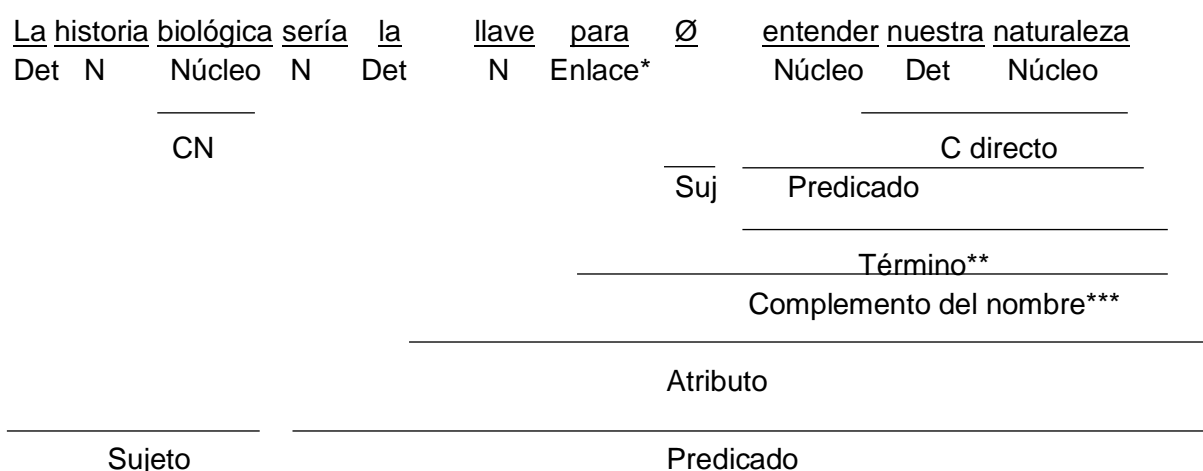 La historia biológica sería la llave para Ø entender nuestra naturaleza
Det N Núcleo N Det N Enlace* Núcleo Det Núcleo
CN C directo
Suj Predicado
Término**
Complemento del nombre***
Atributo
Sujeto Predicado